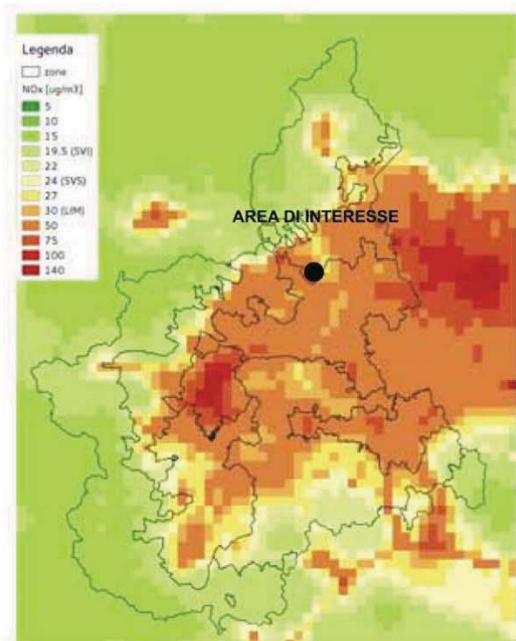 Legenda
zone
NOx [ug/m3]
5
10
15
19.5 (SVI)
22
24 (SVS)
27
30 (LIM)
50
75
100
140
AREA DI INTERESSE